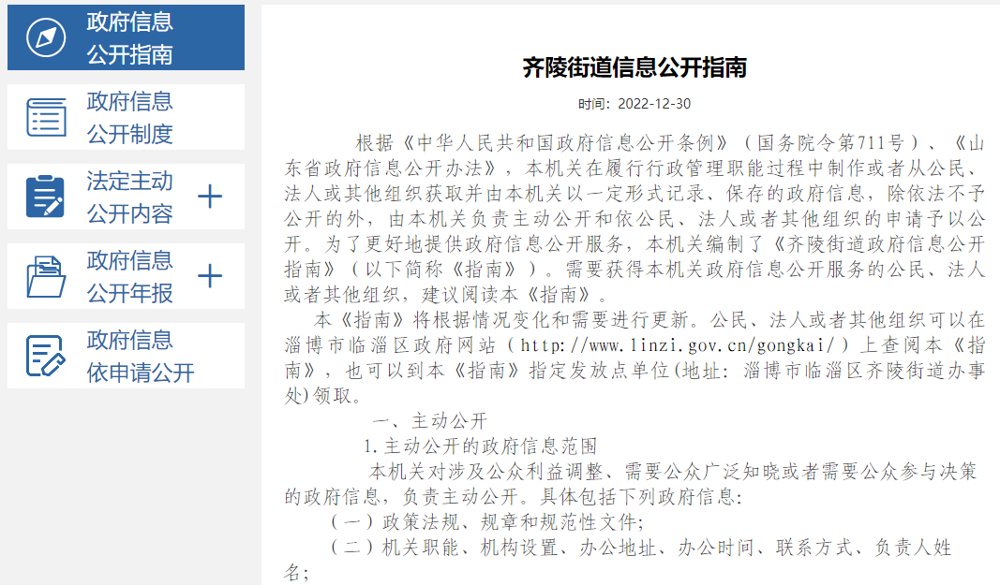 政府信息
公开指南
政府信息
公开制度
法定主动
公开内容
政府信息
公开年报
政府信息
依申请公开
齐陵街道信息公开指南
时间：2022-12-30
根据《中华人民共和国政府信息公开条例》（国务院令第711号）、《山
东省政府信息公开办法》，本机关在履行行政管理职能过程中制作或者从公民、
法人或其他组织获取并由本机关以一定形式记录、保存的政府信息，除依法不予
公开的外，由本机关负责主动公开和依公民、法人或者其他组织的申请予以公
开。为了更好地提供政府信息公开服务，本机关编制了《齐陵街道政府信息公开
指南》（以下简称《指南》）。需要获得本机关政府信息公开服务的公民、法人
或者其他组织，建议阅读本《指南》。
本《指南》将根据情况变化和需要进行更新。公民、法人或者其他组织可以在
淄博市临淄区政府网站（http://www.linzi.gov.cn/gongkai/）上查阅本《指
南》，也可以到本《指南》指定发放点单位(地址：淄博市临淄区齐陵街道办事
处)领取。
一、主动公开
1.主动公开的政府信息范围
本机关对涉及公众利益调整、需要公众广泛知晓或者需要公众参与决策
的政府信息，负责主动公开。具体包括下列政府信息：
（一）政策法规、规章和规范性文件；
（二）机关职能、机构设置、办公地址、办公时间、联系方式、负责人姓
名；